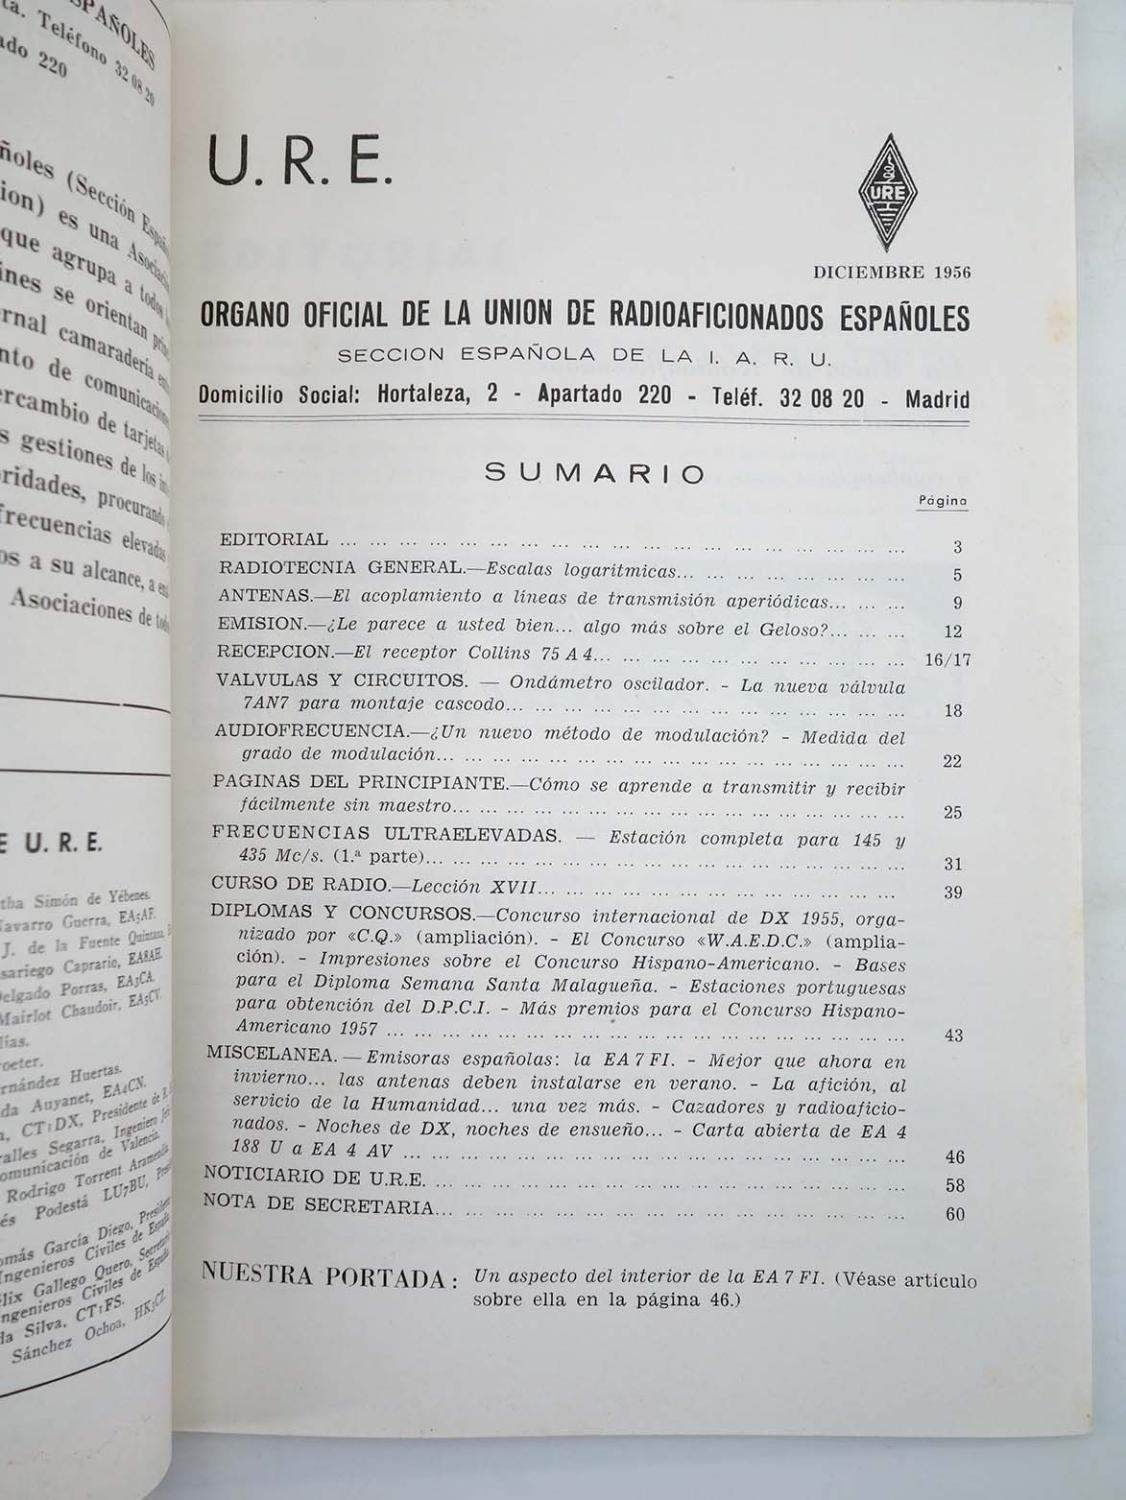 SPAÑOLES
ta. Teléfono 32 08 20
ado 220
ñoles (Sección
ion) es una
que agrupa a todos
ines se orientan
rnal camaradería
nto de
ercambio de tarjetas
s gestiones de los
oridades, procurando
frecuencias elevadas
os a su alcance, a
Asociaciones de
E U. R. E.
tha Simón de Yébenes.
Navarro Guerra, EA5AF.
J. de la Fuente
sariego Caprario, EA8AE.
Delgado Porras, EA3CA.
Mairlot Chaudoir, EA5CV.
lías.
oeter.
rnández Huertas.
da Auyanet, EA4CN.
a, CT1DX, Presidente de
ralles Segarra, Ingeniero
omunicación de Valencia.
Rodrigo Torrent
és Podestá LU7BU,
omás García Diego,
Ingenieros Civiles de
lix Gallego Quero,
ngenieros Civiles de
da Silva, CT1FS.
Sánchez Ochoa, HK3CZ.
U. R. E.
URE
DICIEMBRE 1956
ORGANO OFICIAL DE LA UNION DE RADIOAFICIONADOS ESPAÑOLES
SECCION ESPAÑOLA DE LA I. A. R. U.
Domicilio Social: Hortaleza, 2 - Apartado 220 - Teléf. 32 08 20 - Madrid
SUMARIO
Página
EDITORIAL ... 3
RADIOTECNIA GENERAL.—Escalas logarítmicas... 5
ANTENAS.—El acoplamiento a líneas de transmisión aperiódicas... 9
EMISION.—¿Le parece a usted bien... algo más sobre el Geloso?... 12
RECEPCION.—El receptor Collins 75 A 4... 16/17
VALVULAS Y CIRCUITOS. — Ondámetro oscilador. - La nueva válvula
7AN7 para montaje cascodo... 18
AUDIOFRECUENCIA.—¿Un nuevo método de modulación? - Medida del
grado de modulación... 22
PAGINAS DEL PRINCIPIANTE.—Cómo se aprende a transmitir y recibir
fácilmente sin maestro... 25
FRECUENCIAS ULTRAELEVADAS. — Estación completa para 145 y
435 Mc/s. (1.ª parte)... 31
CURSO DE RADIO.—Lección XVII... 39
DIPLOMAS Y CONCURSOS.—Concurso internacional de DX 1955, orga-
nizado por «C.Q.» (ampliación). - El Concurso «W.A.E.D.C.» (amplia-
ción). - Impresiones sobre el Concurso Hispano-Americano. - Bases
para el Diploma Semana Santa Malagueña. - Estaciones portuguesas
para obtención del D.P.C.I. - Más premios para el Concurso Hispano-
Americano 1957 ... 43
MISCELANEA. — Emisoras españolas: la EA 7 FI. - Mejor que ahora en
invierno... las antenas deben instalarse en verano. - La afición, al
servicio de la Humanidad... una vez más. - Cazadores y radioaficio-
nados. - Noches de DX, noches de ensueño... - Carta abierta de EA 4
188 U a EA 4 AV ... 46
NOTICIARIO DE U.R.E. ... 58
NOTA DE SECRETARIA... 60
NUESTRA PORTADA: Un aspecto del interior de la EA 7 FI. (Véase artículo
sobre ella en la página 46.)